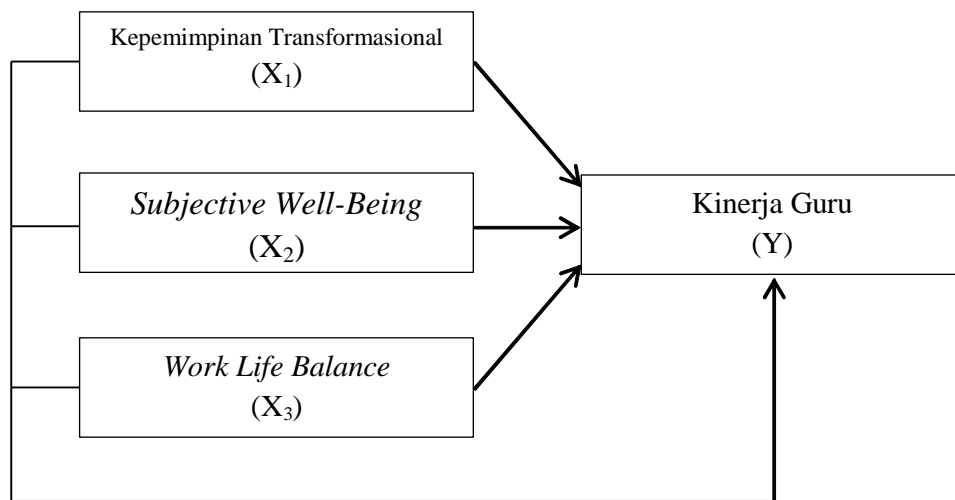 Kepemimpinan Transformasional
(X₁)
Subjective Well-Being
(X₂)
Kinerja Guru
(Y)
Work Life Balance
(X₃)